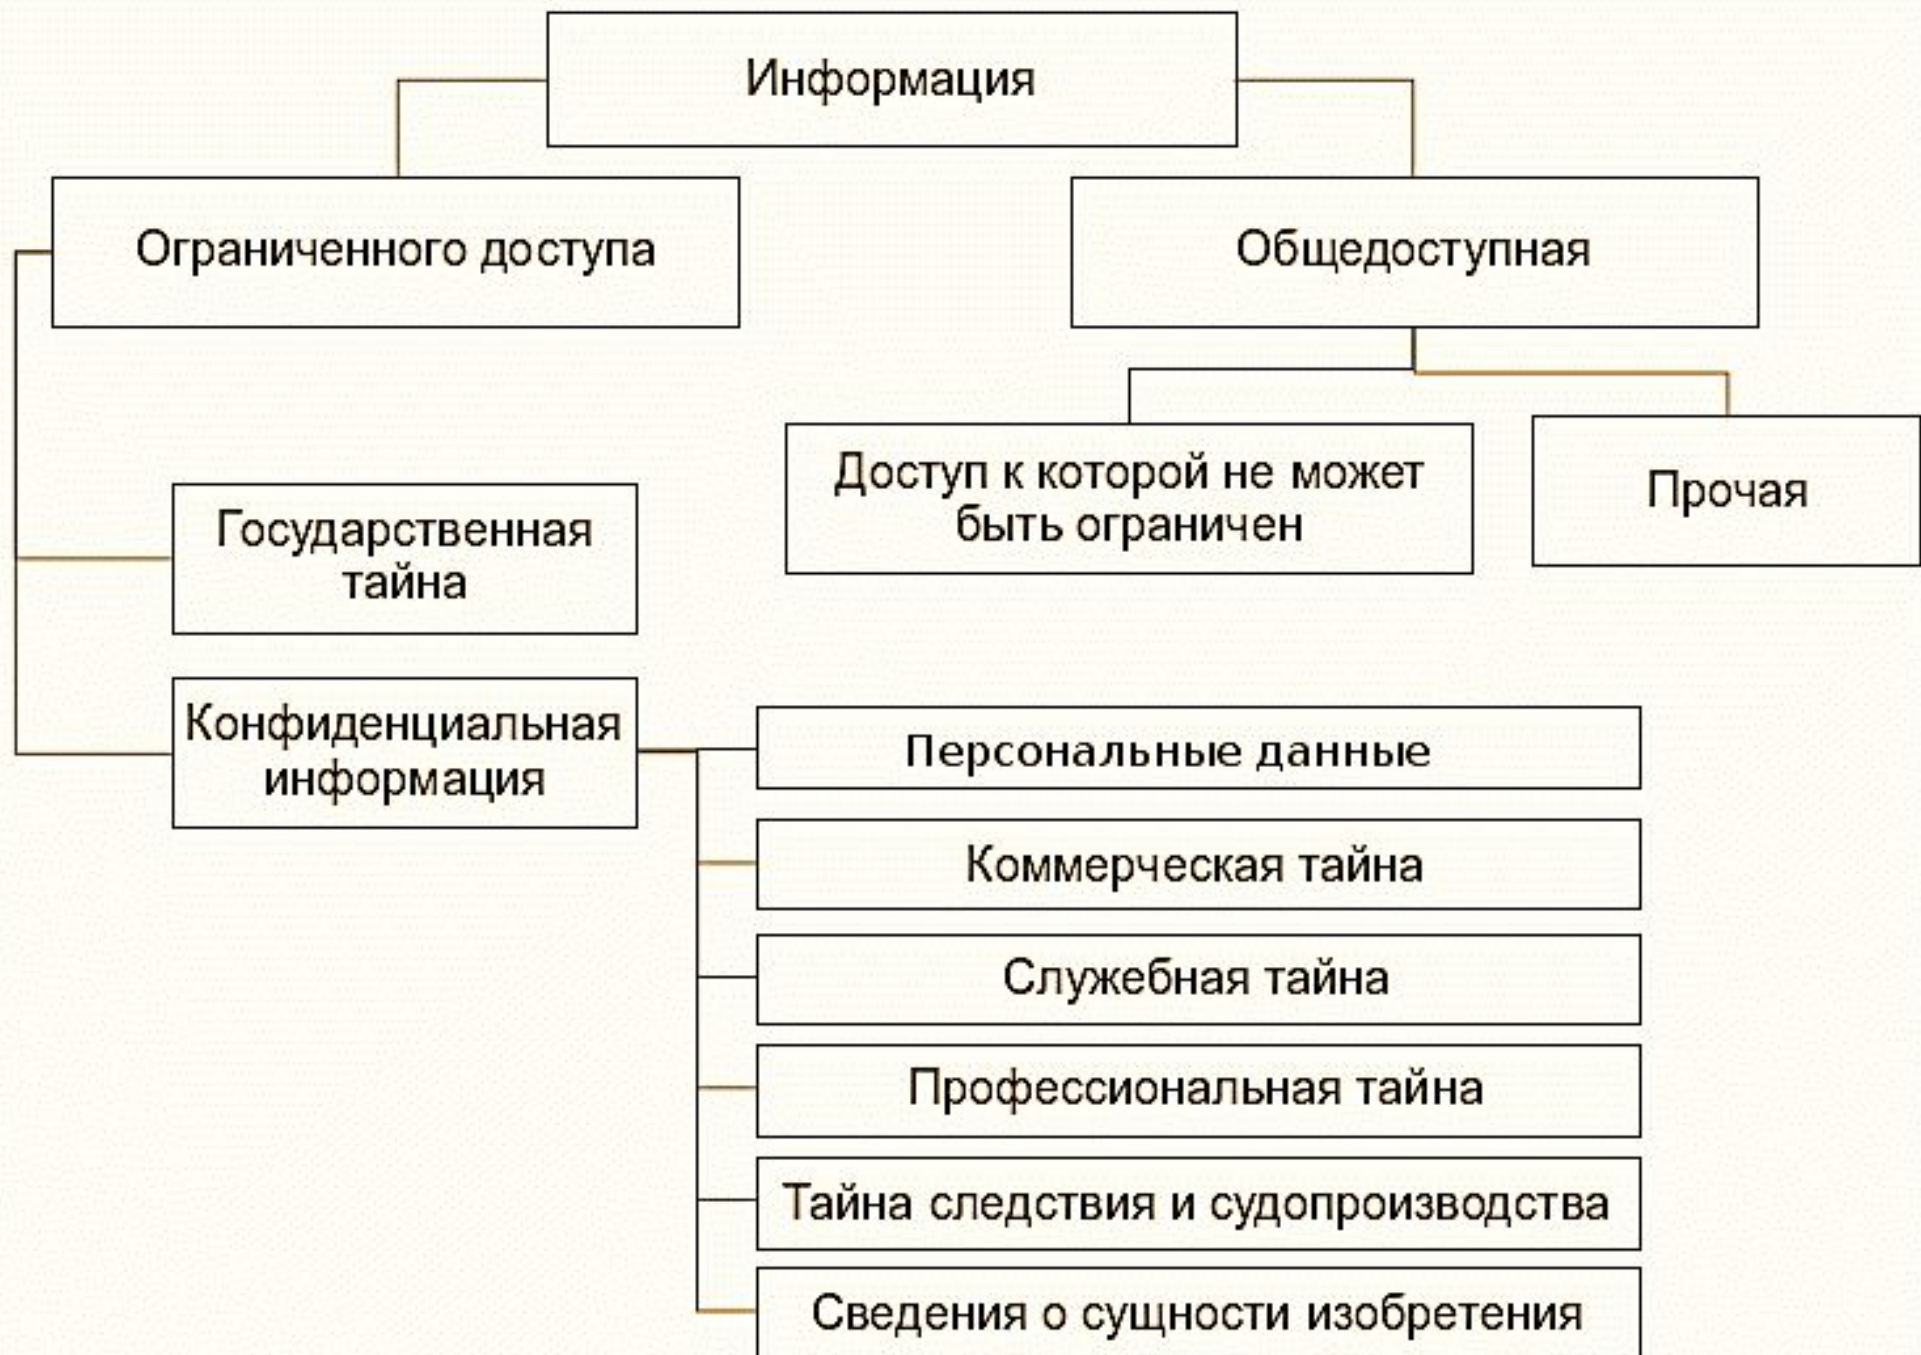 Информация
Ограниченного доступа
Общедоступная
Доступ к которой не может
быть ограничен
Прочая
Государственная
тайна
Конфиденциальная
информация
Персональные данные
Коммерческая тайна
Служебная тайна
Профессиональная тайна
Тайна следствия и судопроизводства
Сведения о сущности изобретения